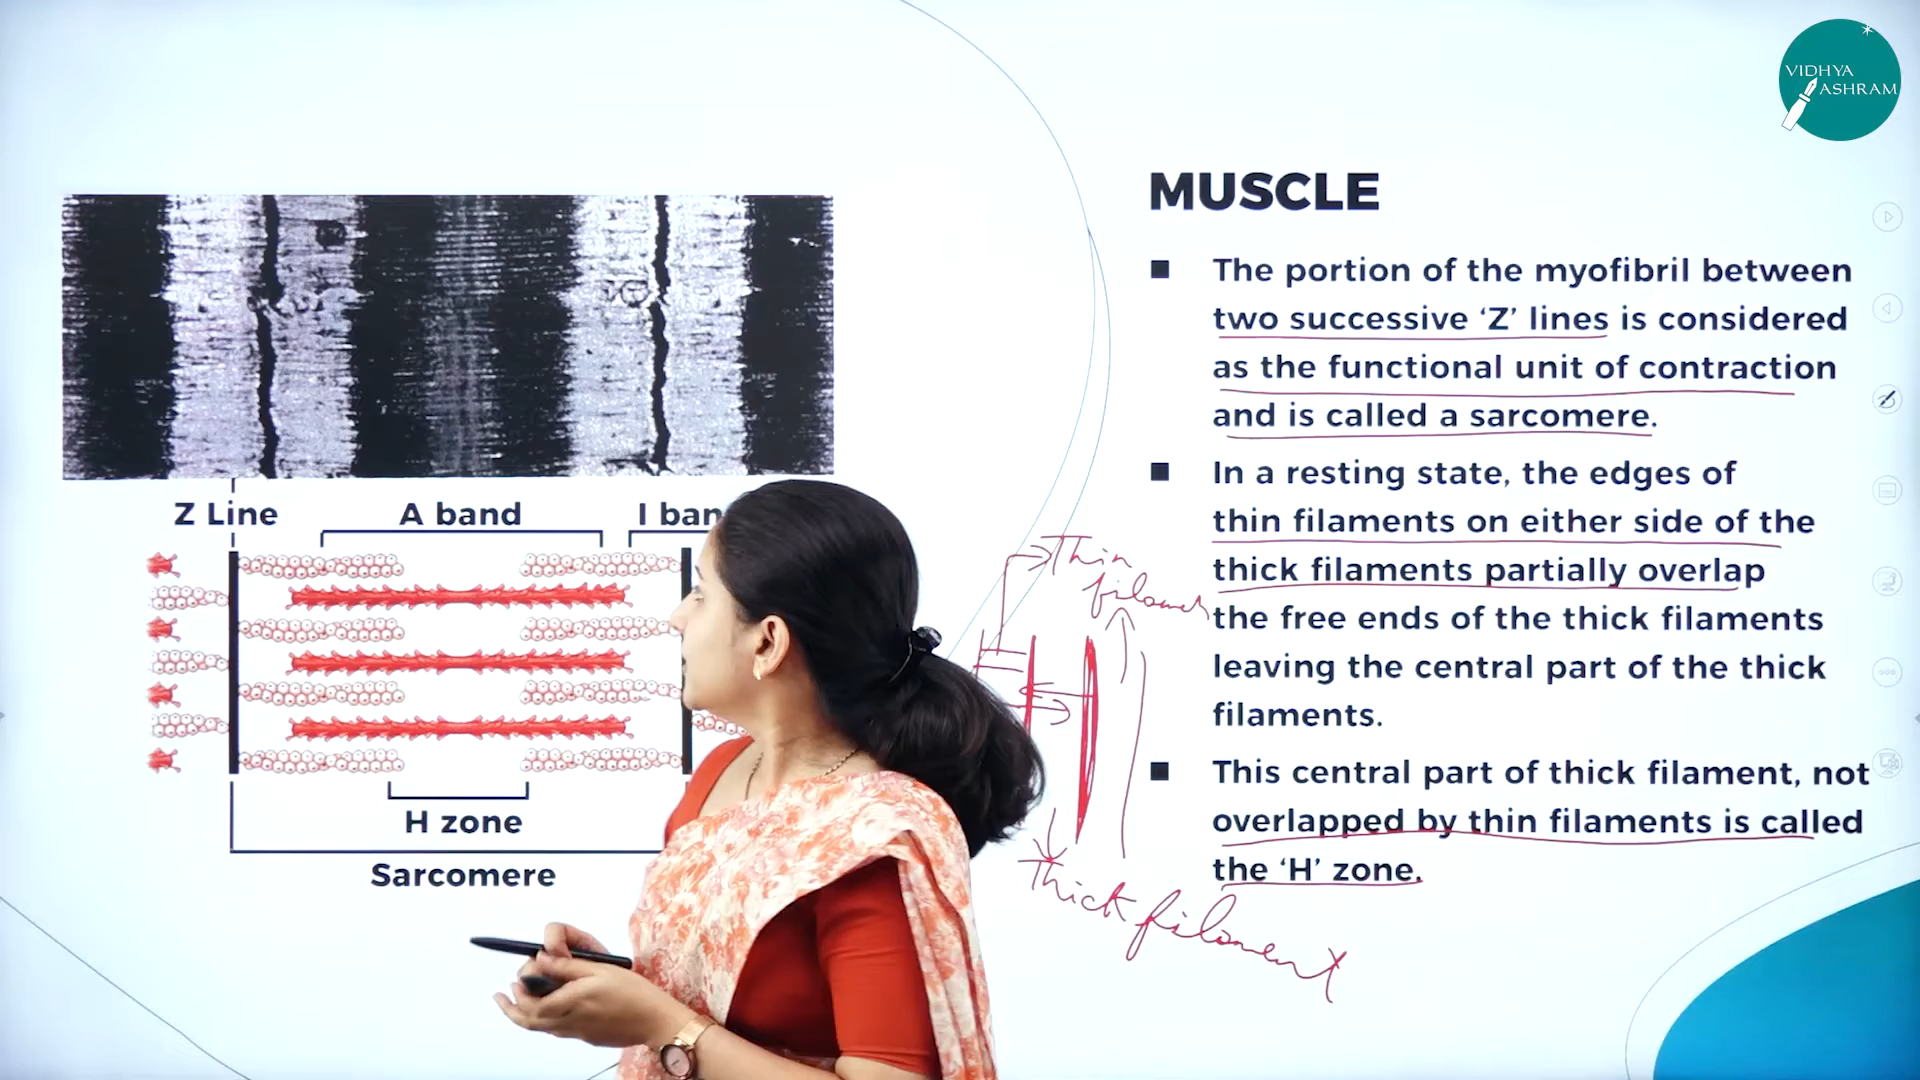 VIDHYA
ASHRAM
MUSCLE
The portion of the myofibril between
two successive ‘Z’ lines is considered
as the functional unit of contraction
and is called a sarcomere.
In a resting state, the edges of
thin filaments on either side of the
thick filaments partially overlap
the free ends of the thick filaments
leaving the central part of the thick
filaments.
This central part of thick filament, not
overlapped by thin filaments is called
the ‘H’ zone.
Z Line
A band
I ban
H zone
Sarcomere
Thin
Thick filament